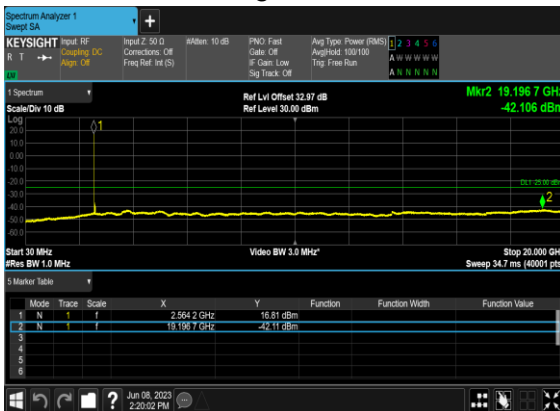 Spectrum Analyzer 1
Swept SA
KEYSIGHT Input: RF Input Z: 50 Ω #Atten: 10 dB PNO: Fast Avg Type: Power (RMS) 1 2 3 4 5 6
R T Coupling: DC Corrections: Off Gate: Off Avg|Hold: 100/100 A W W W W W
Align: Off Freq Ref: Int (S) IF Gain: Low Trig: Free Run
LV Sig Track: Off A N N N N N
1 Spectrum Ref Lvl Offset 32.97 dB Mkr2 19.196 7 GHz
Scale/Div 10 dB Ref Level 30.00 dBm -42.106 dBm
Log
1
20.0
10.0
0.00
-10.0
-20.0
DL1 -25.00 dBm
-30.0
2
-40.0
-50.0
-60.0
Start 30 MHz Video BW 3.0 MHz* Stop 20.000 GHz
#Res BW 1.0 MHz Sweep 34.7 ms (40001 pts)
5 Marker Table
Mode Trace Scale X Y Function Function Width Function Value
1 N 1 f 2.564 2 GHz 16.81 dBm
2 N 1 f 19.196 7 GHz -42.11 dBm
3
4
5
6
? Jun 08, 2023
2:20:02 PM